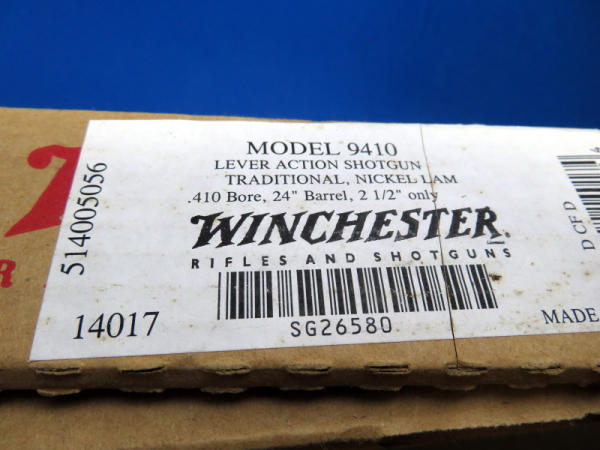 MODEL 9410
LEVER ACTION SHOTGUN
TRADITIONAL, NICKEL LAM
.410 Bore, 24" Barrel, 2 1/2" only
WINCHESTER.
RIFLES AND SHOTGUNS
SG26580
514005056
14017
D CF D
MADE
R